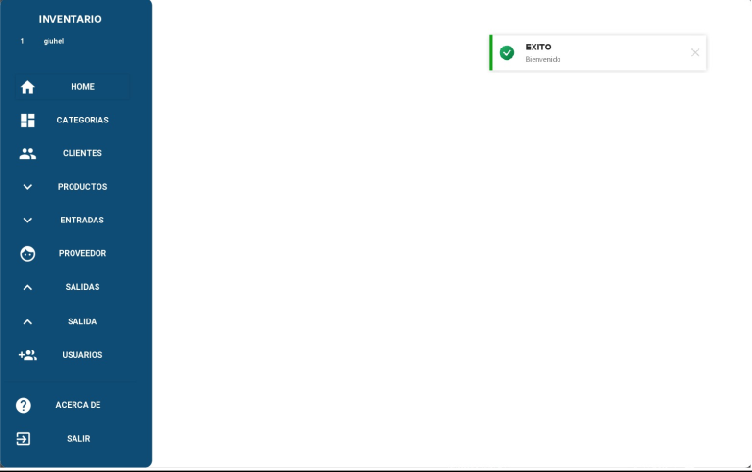 INVENTARIO
1 giuhel
HOME
CATEGORIAS
CLIENTES
PRODUCTOS
ENTRADAS
PROVEEDOR
SALIDAS
SALIDA
USUARIOS
ACERCA DE
SALIR
EXITO
Bienvenido